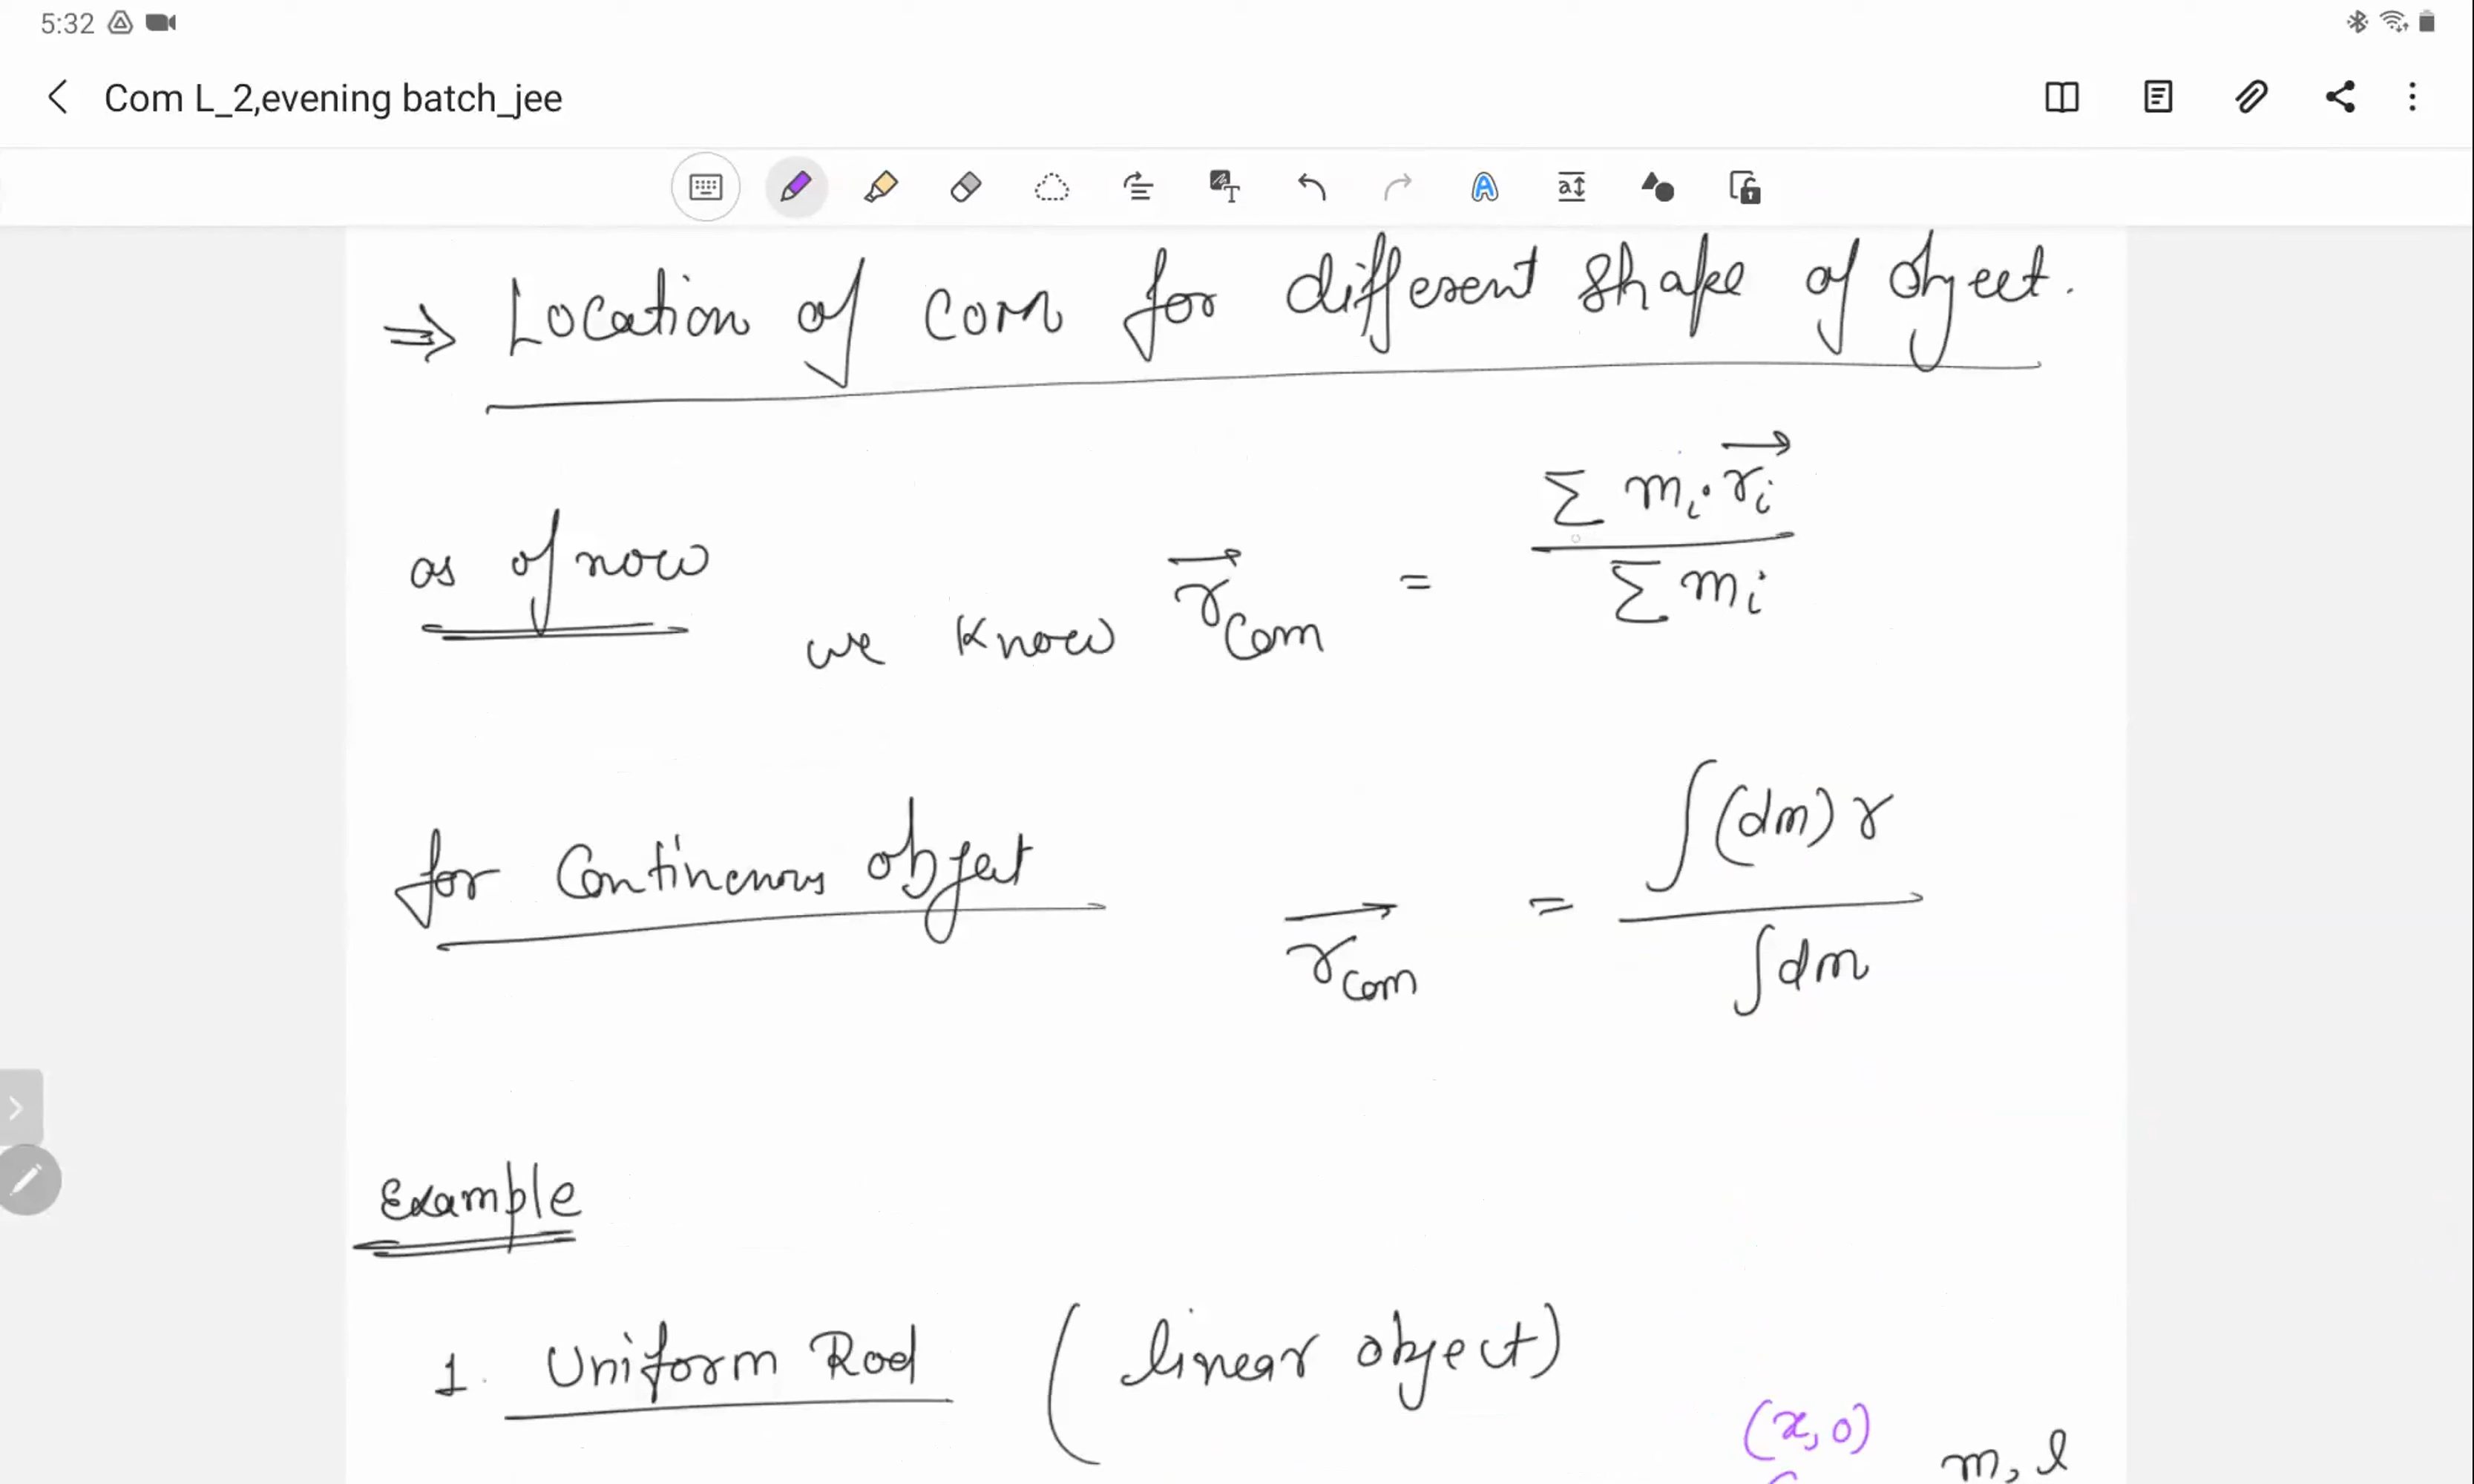 5:32
Com L_2,evening batch_jee
⇒ Location of COM for different shape of object.
as of now we know r⃗com = Σ mi·r⃗i / Σ mi
for Continuous object r⃗com = ∫(dm)r / ∫dm
Example
1. Uniform Rod (linear object)
(x,0)
m, l